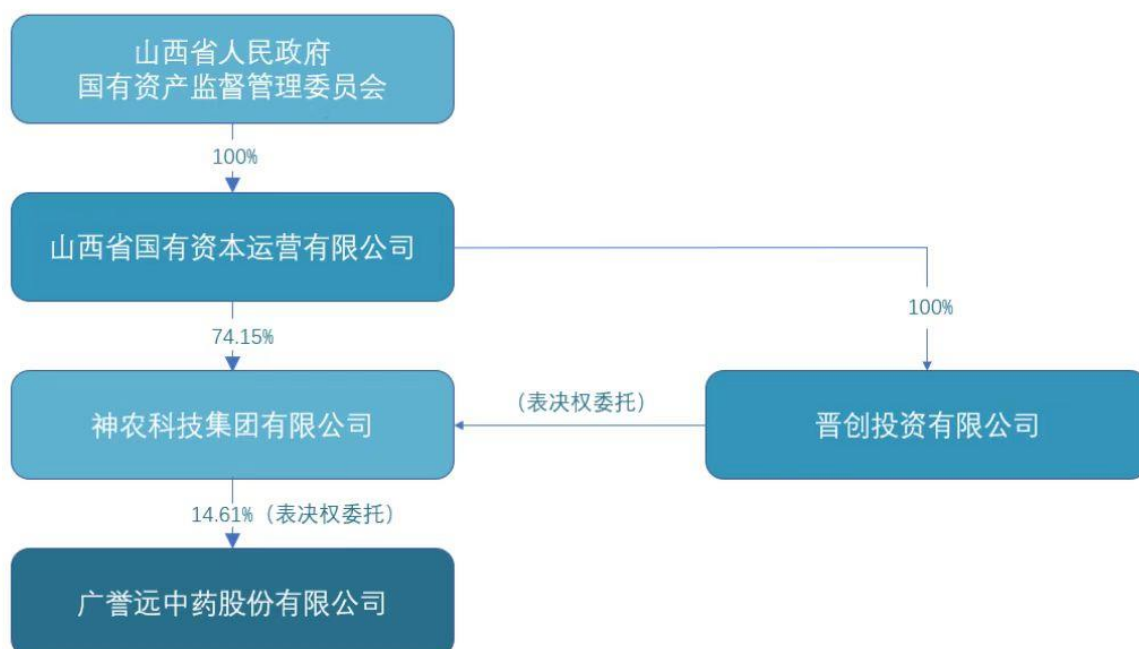 山西省人民政府
国有资产监督管理委员会
100%
山西省国有资本运营有限公司
74.15%
100%
神农科技集团有限公司
（表决权委托）
晋创投资有限公司
14.61%（表决权委托）
广誉远中药股份有限公司